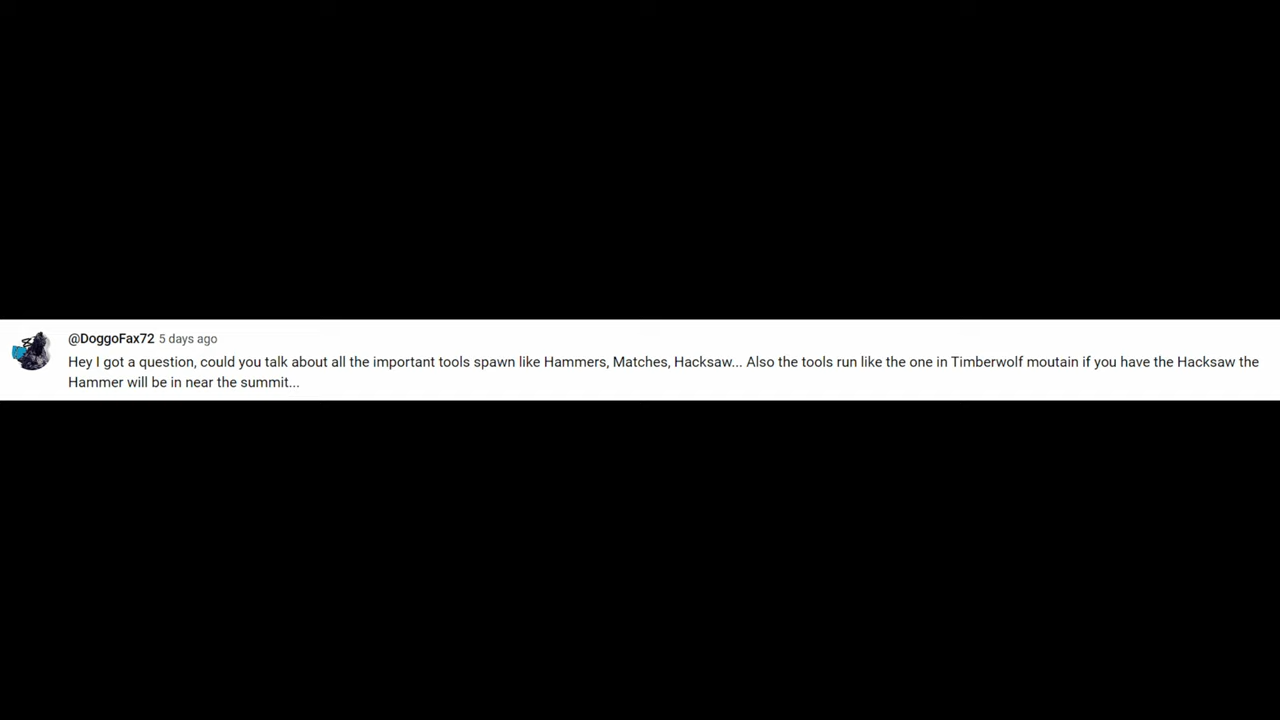 @DoggoFax72 5 days ago
Hey I got a question, could you talk about all the important tools spawn like Hammers, Matches, Hacksaw... Also the tools run like the one in Timberwolf moutain if you have the Hacksaw the
Hammer will be in near the summit...